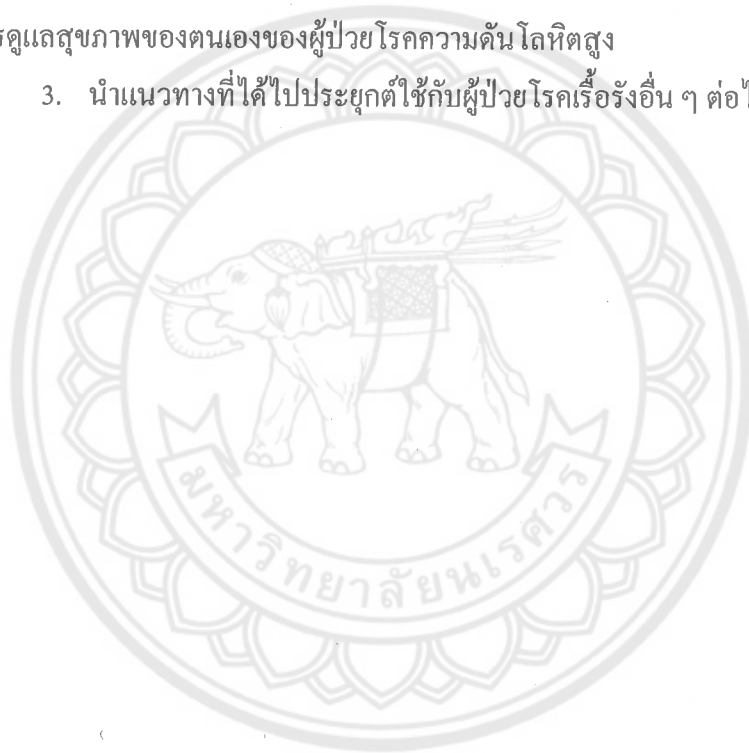 รดูแลสุขภาพของตนเองของผู้ป่วยโรคความดันโลหิตสูง
3. นำแนวทางที่ได้ไปประยุกต์ใช้กับผู้ป่วยโรคเรื้อรังอื่น ๆ ต่อไ
มหาวิทยาลัยนเรศวร